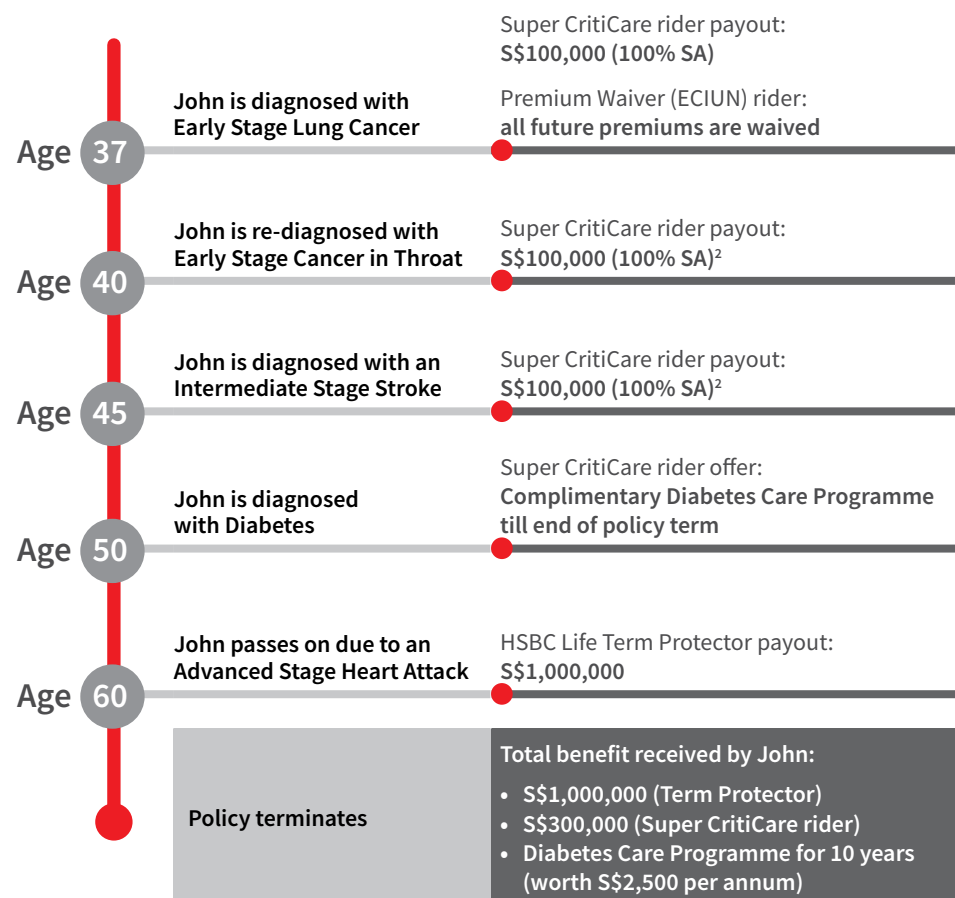 Super CritiCare rider payout:
S$100,000 (100% SA)
John is diagnosed with
Early Stage Lung Cancer
Premium Waiver (ECIUN) rider:
all future premiums are waived
Age 37
John is re-diagnosed with
Early Stage Cancer in Throat
Super CritiCare rider payout:
S$100,000 (100% SA)²
Age 40
John is diagnosed with an
Intermediate Stage Stroke
Super CritiCare rider payout:
S$100,000 (100% SA)²
Age 45
John is diagnosed
with Diabetes
Super CritiCare rider offer:
Complimentary Diabetes Care Programme
till end of policy term
Age 50
John passes on due to an
Advanced Stage Heart Attack
HSBC Life Term Protector payout:
S$1,000,000
Age 60
Policy terminates
Total benefit received by John:
• S$1,000,000 (Term Protector)
• S$300,000 (Super CritiCare rider)
• Diabetes Care Programme for 10 years
(worth S$2,500 per annum)